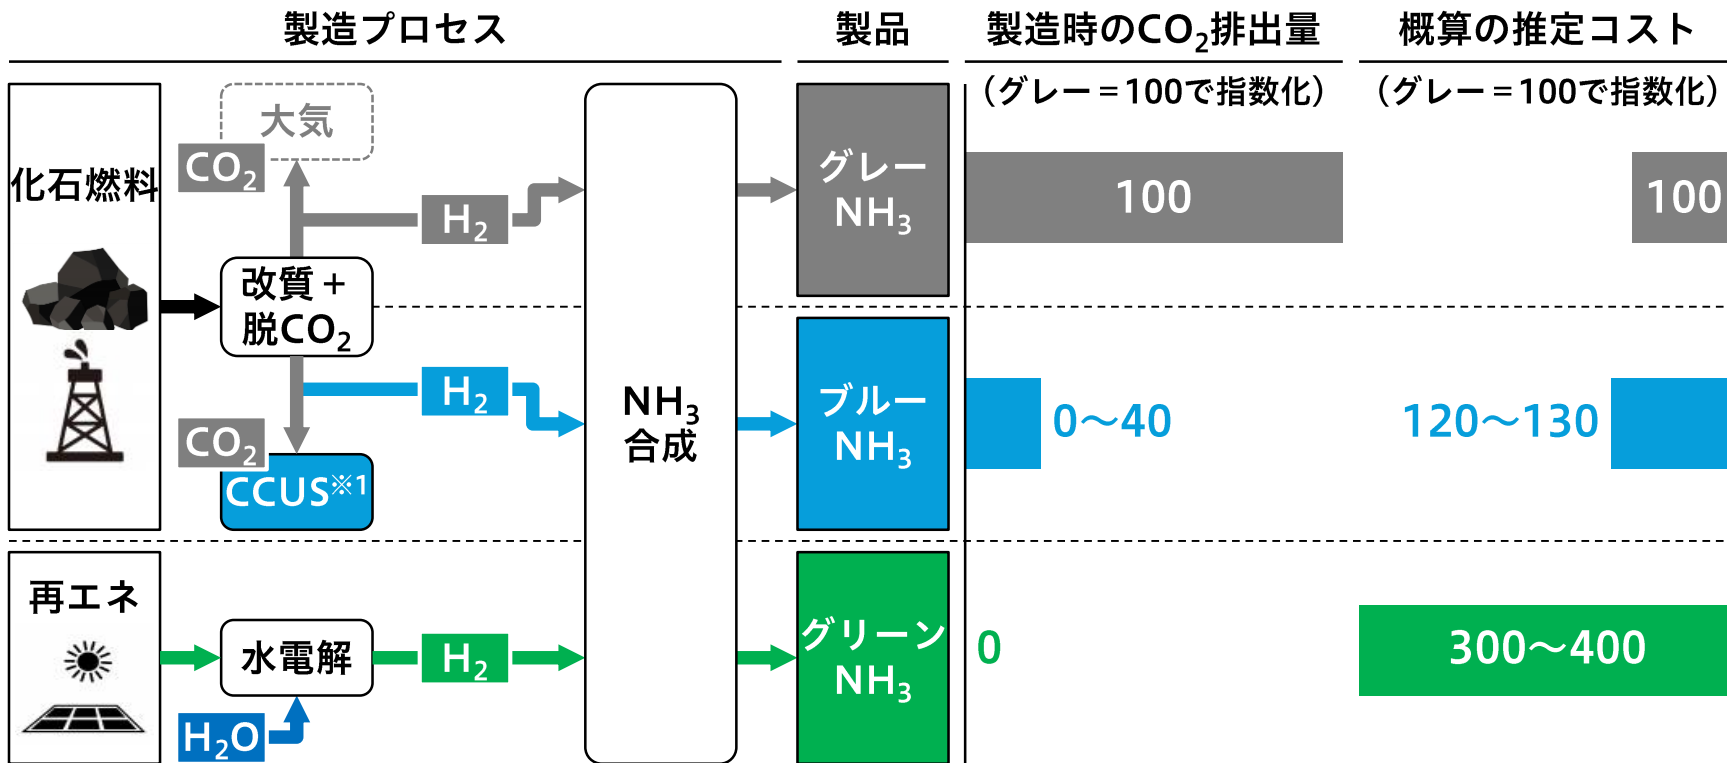 製造プロセス
製品
製造時のCO₂排出量
概算の推定コスト
（グレー＝100で指数化）
（グレー＝100で指数化）
化石燃料
大気
CO₂
H₂
改質＋
脱CO₂
グレー
NH₃
100
100
H₂
CO₂
CCUS※1
NH₃
合成
ブルー
NH₃
0～40
120～130
再エネ
水電解
H₂
H₂O
グリーン
NH₃
0
300～400